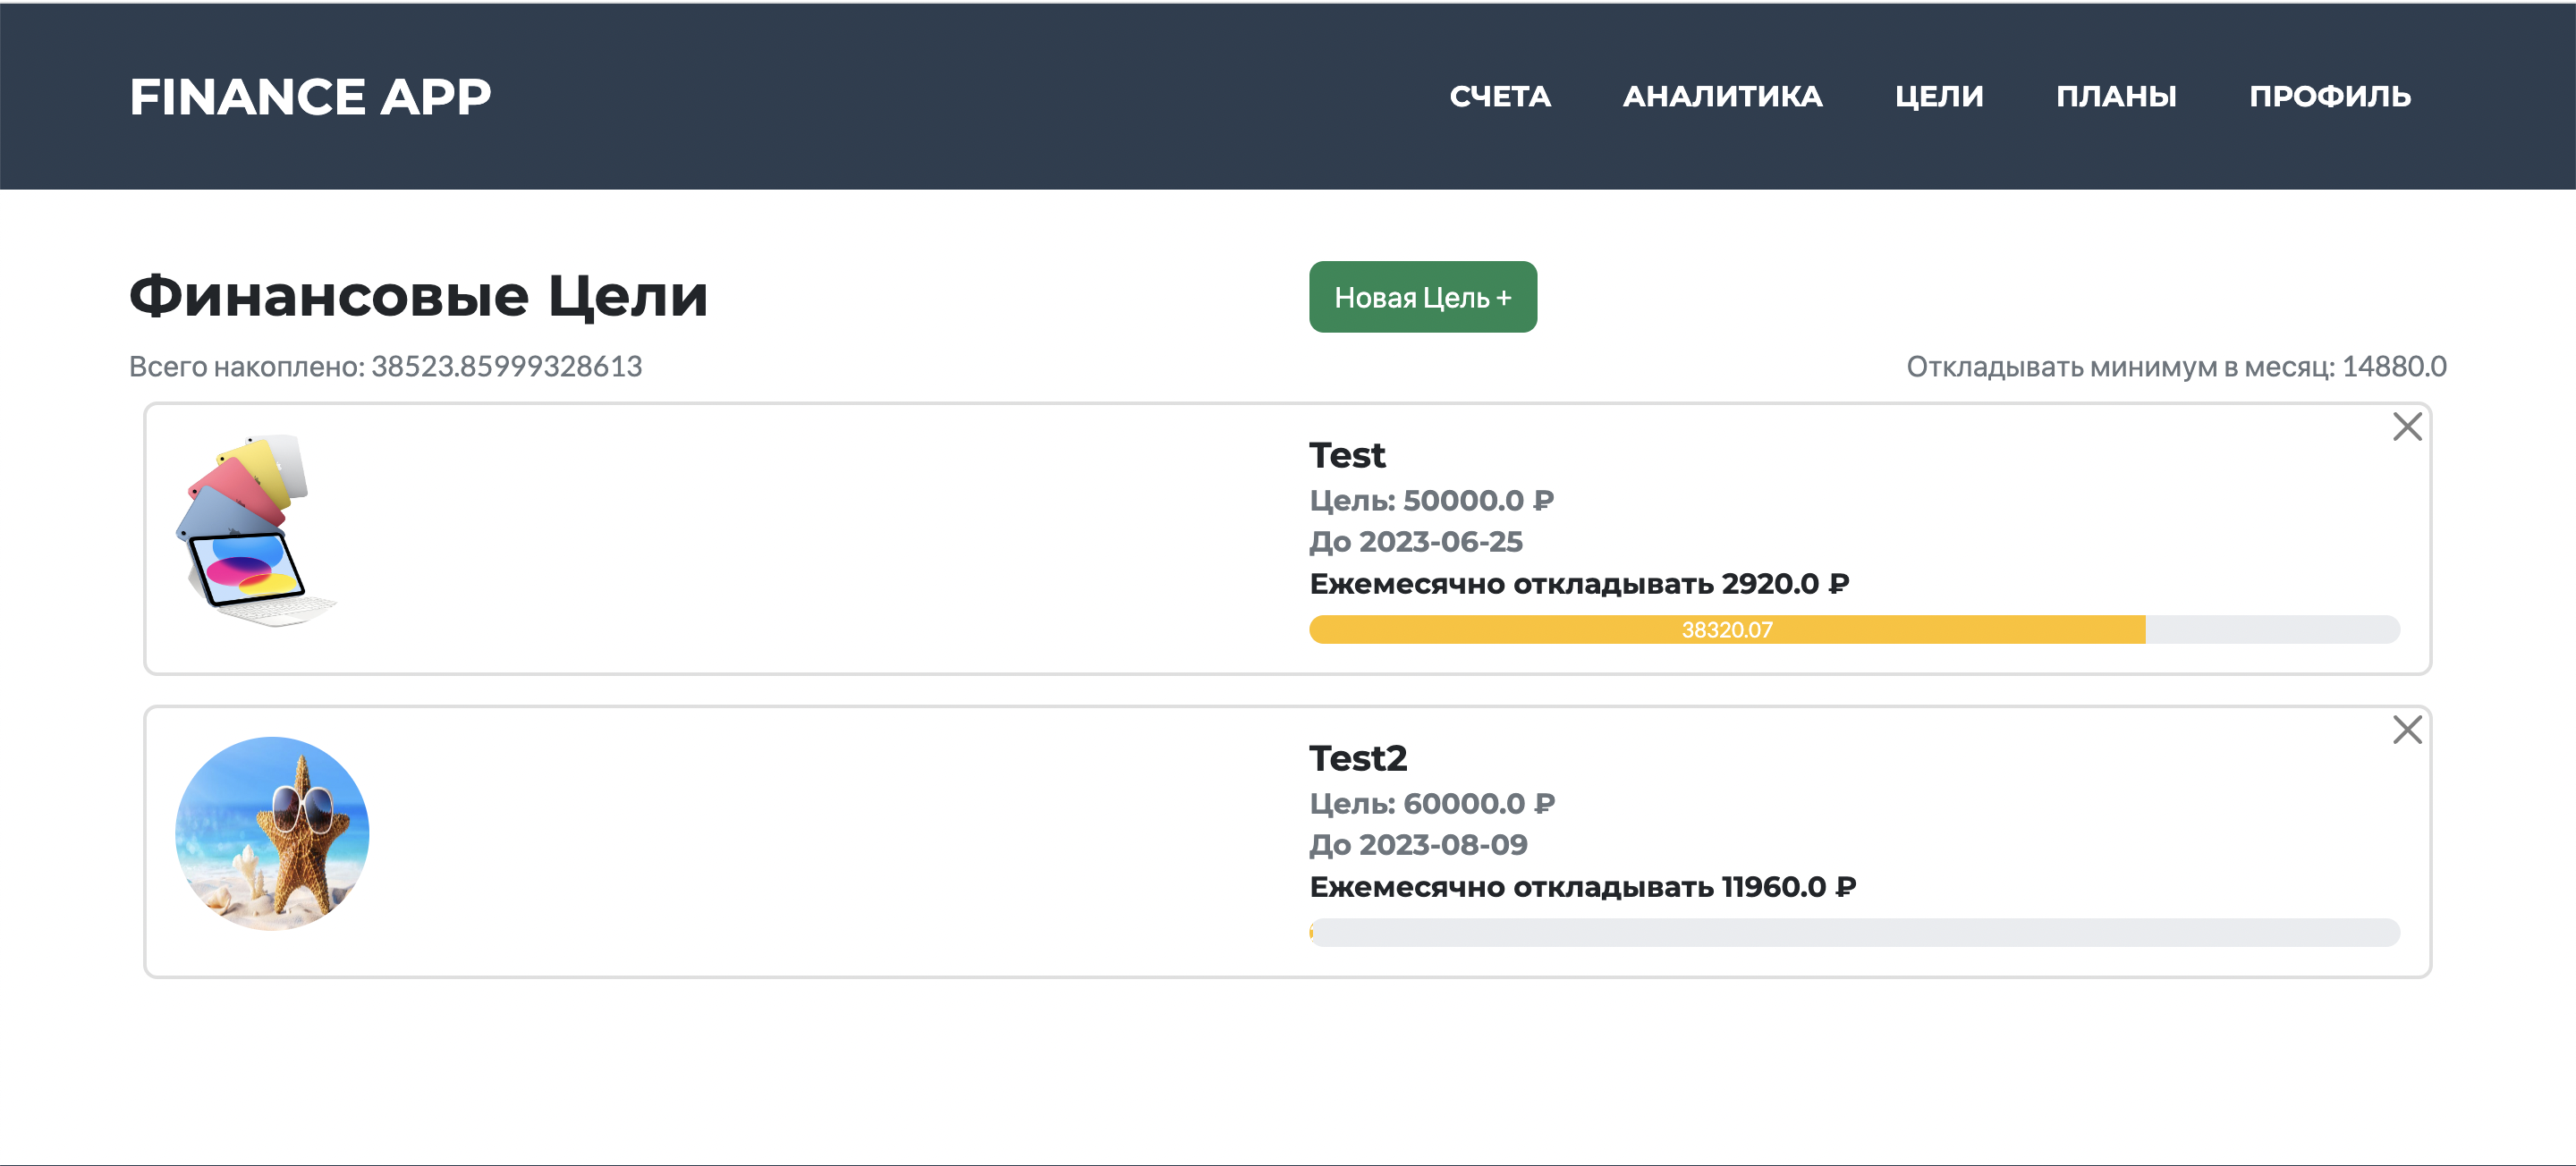 FINANCE APP
СЧЕТА АНАЛИТИКА ЦЕЛИ ПЛАНЫ ПРОФИЛЬ
Финансовые Цели
Новая Цель +
Всего накоплено: 38523.85999328613
Откладывать минимум в месяц: 14880.0
Test
Цель: 50000.0 ₽
До 2023-06-25
Ежемесячно откладывать 2920.0 ₽
38320.07
Test2
Цель: 60000.0 ₽
До 2023-08-09
Ежемесячно откладывать 11960.0 ₽